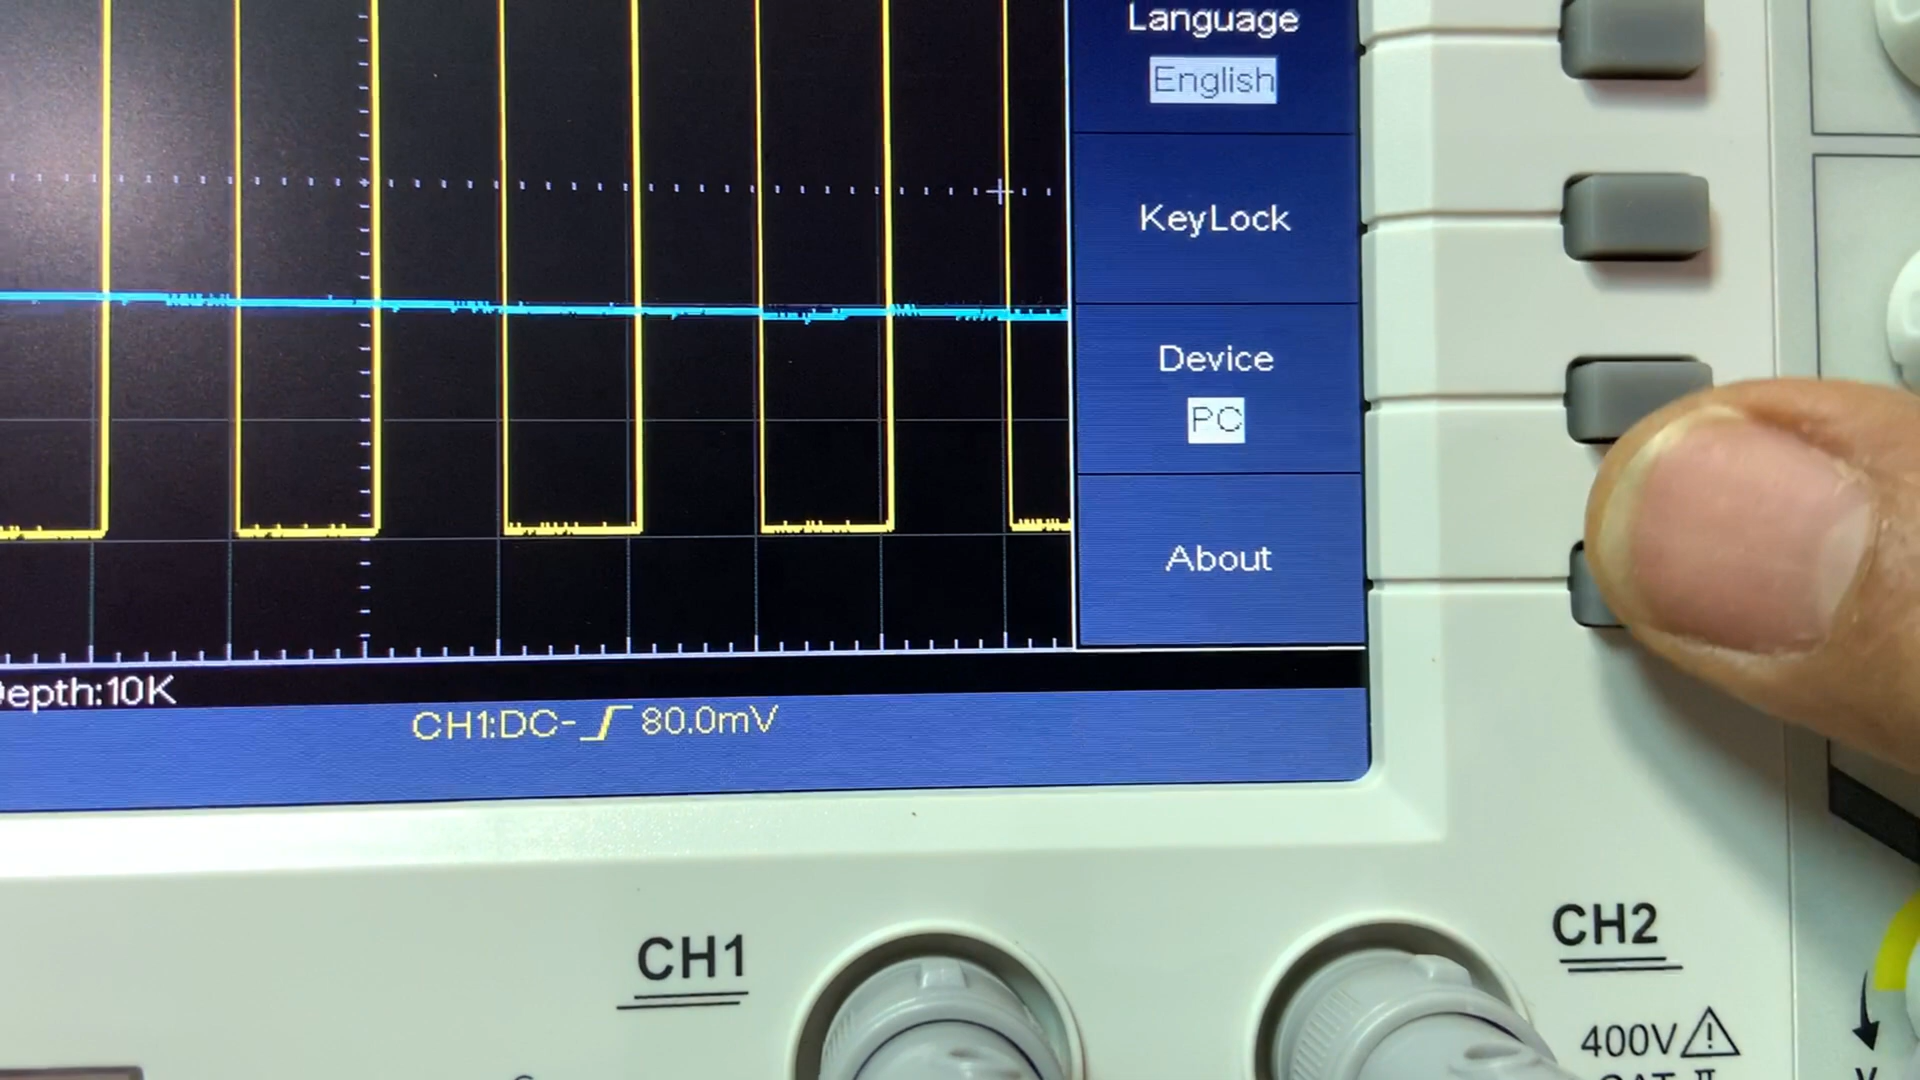 Language
English
KeyLock
Device
PC
About
Depth:10K
CH1:DC- 80.0mV
CH1
CH2
400V